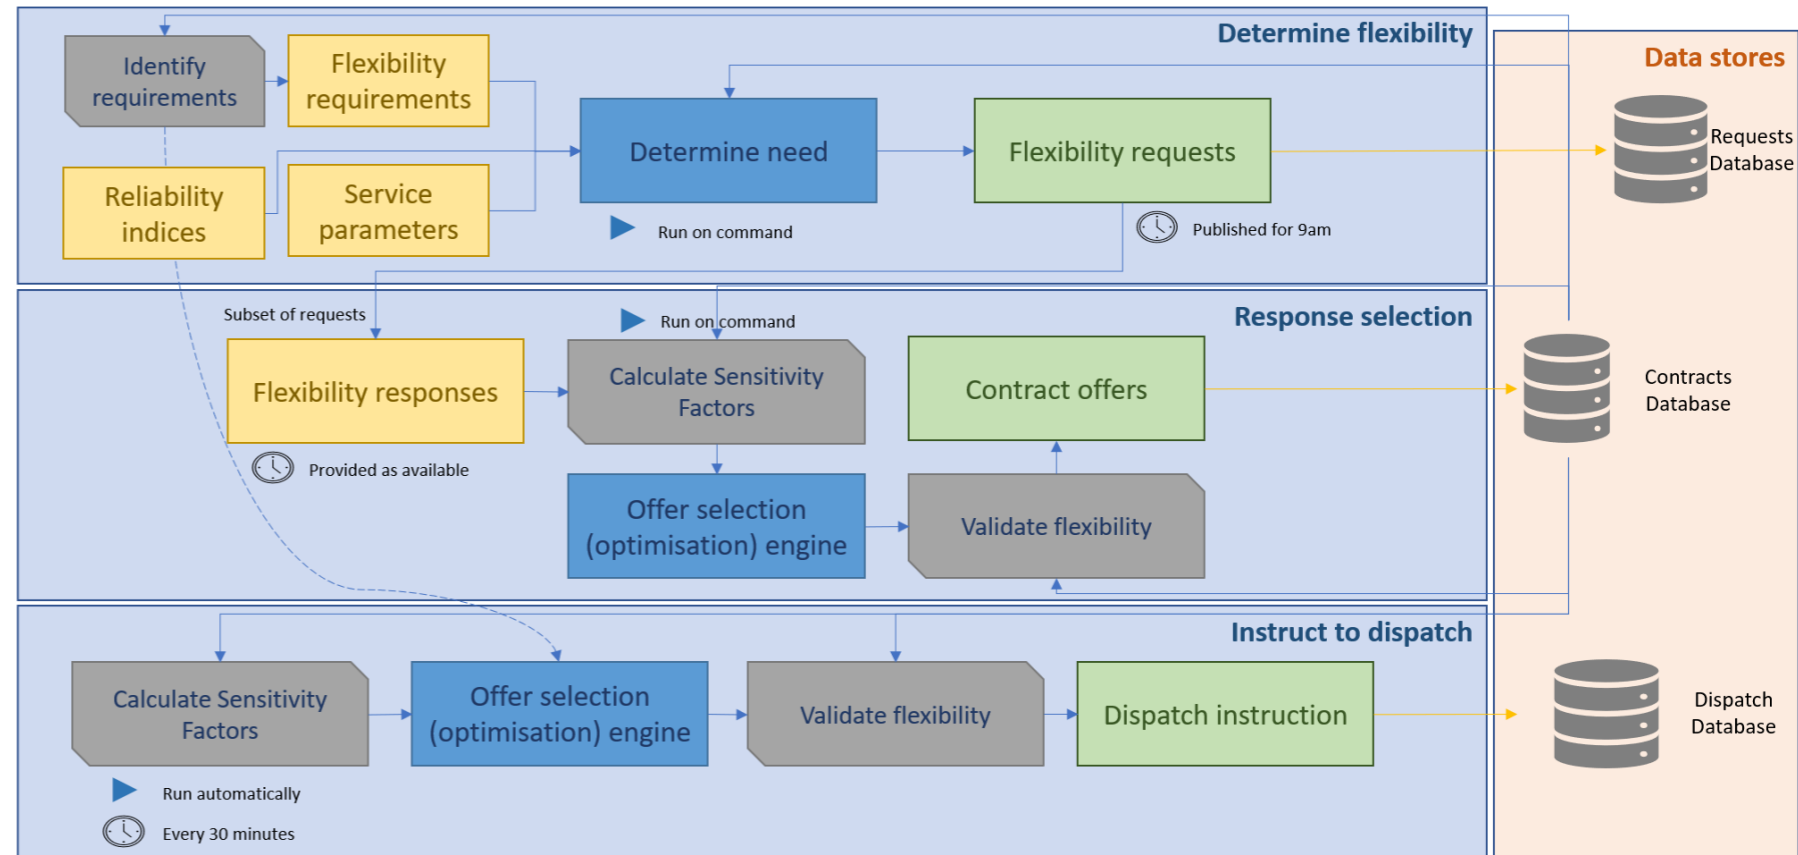 Determine flexibility
Identify
requirements
Flexibility
requirements
Reliability
indices
Service
parameters
Determine need
Run on command
Flexibility requests
Published for 9am
Data stores
Requests
Database
Response selection
Subset of requests
Flexibility responses
Provided as available
Run on command
Calculate Sensitivity
Factors
Offer selection
(optimisation) engine
Contract offers
Validate flexibility
Contracts
Database
Instruct to dispatch
Calculate Sensitivity
Factors
Run automatically
Every 30 minutes
Offer selection
(optimisation) engine
Validate flexibility
Dispatch instruction
Dispatch
Database